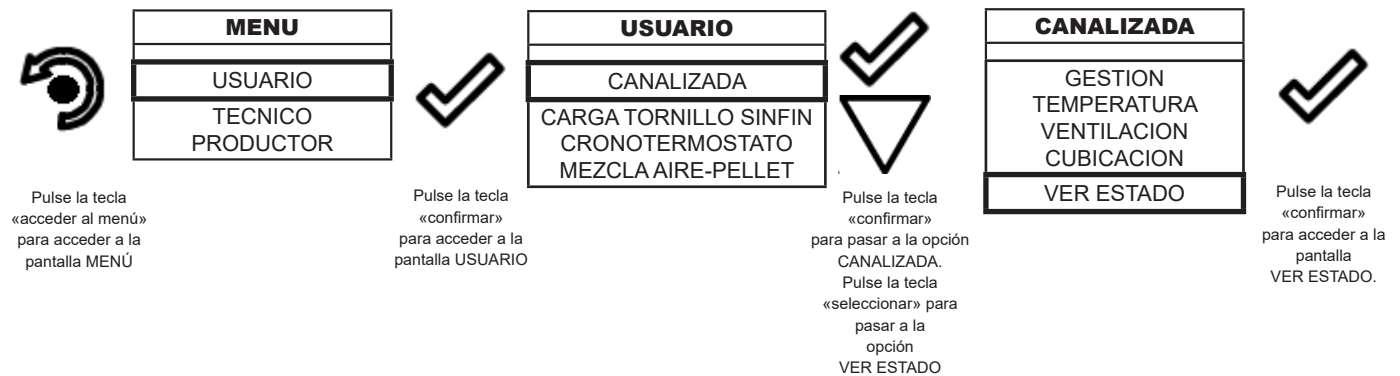 MENU
USUARIO
TECNICO
PRODUCTOR
Pulse la tecla
«acceder al menú»
para acceder a la
pantalla MENÚ
Pulse la tecla
«confirmar»
para acceder a la
pantalla USUARIO
USUARIO
CANALIZADA
CARGA TORNILLO SINFIN
CRONOTERMOSTATO
MEZCLA AIRE-PELLET
Pulse la tecla
«confirmar»
para pasar a la opción
CANALIZADA.
Pulse la tecla
«seleccionar» para
pasar a la
opción
VER ESTADO
CANALIZADA
GESTION
TEMPERATURA
VENTILACION
CUBICACION
VER ESTADO
Pulse la tecla
«confirmar»
para acceder a la
pantalla
VER ESTADO.